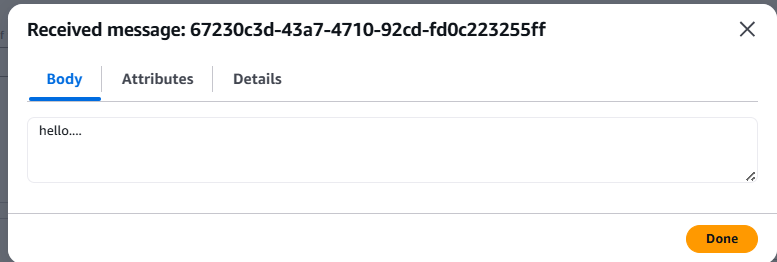 Received message: 67230c3d-43a7-4710-92cd-fd0c223255ff
Body
Attributes
Details
hello....
Done